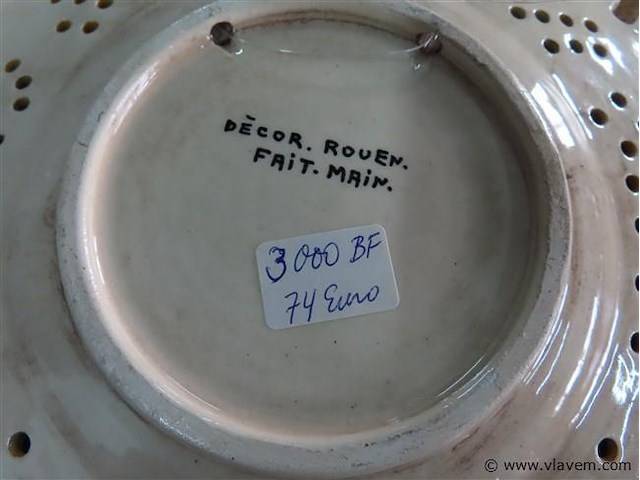 DÈCOR. ROUEN.
FAIT. MAIN.
3000 BF
74 Euro
© www.vlavem.com